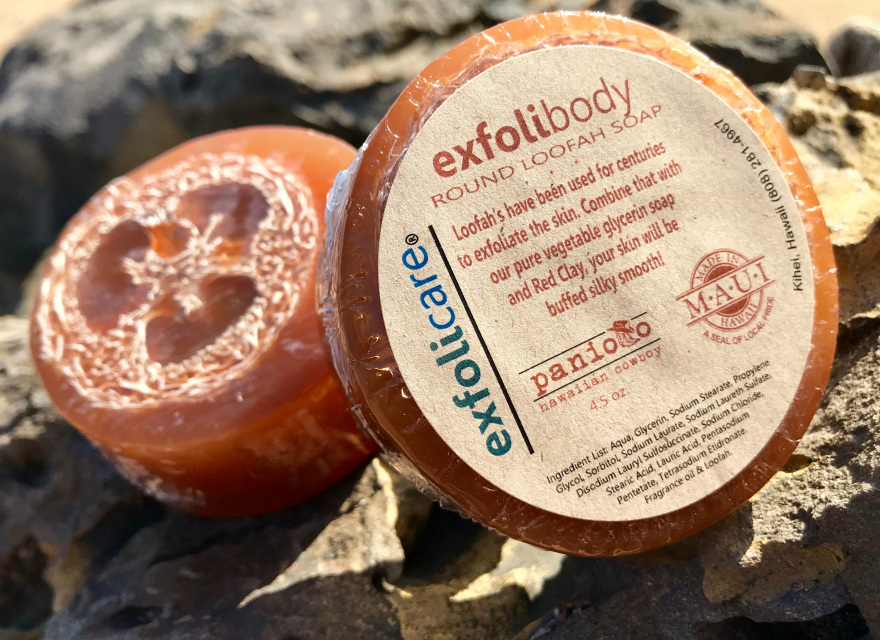 exfolibody
ROUND LOOFAH SOAP
Loofah's have been used for centuries
to exfoliate the skin. Combine that with
our pure vegetable glycerin soap
and Red Clay, your skin will be
buffed silky smooth!
exfolicare®
paniolo
hawaiian cowboy
4.5 oz.
MADE IN
M·A·U·I
HAWAII
A SEAL OF LOCAL PRIDE
Kihei, Hawaii (808) 281-4967
Ingredient List: Aqua, Glycerin, Sodium Stearate, Propylene
Glycol, Sorbitol, Sodium Laurate, Sodium Laureth Sulfate,
Disodium Lauryl Sulfosuccinate, Sodium Chloride,
Stearic Acid, Lauric Acid, Pentasodium
Pentetate, Tetrasodium Etidronate
Fragrance oil & Loofah.